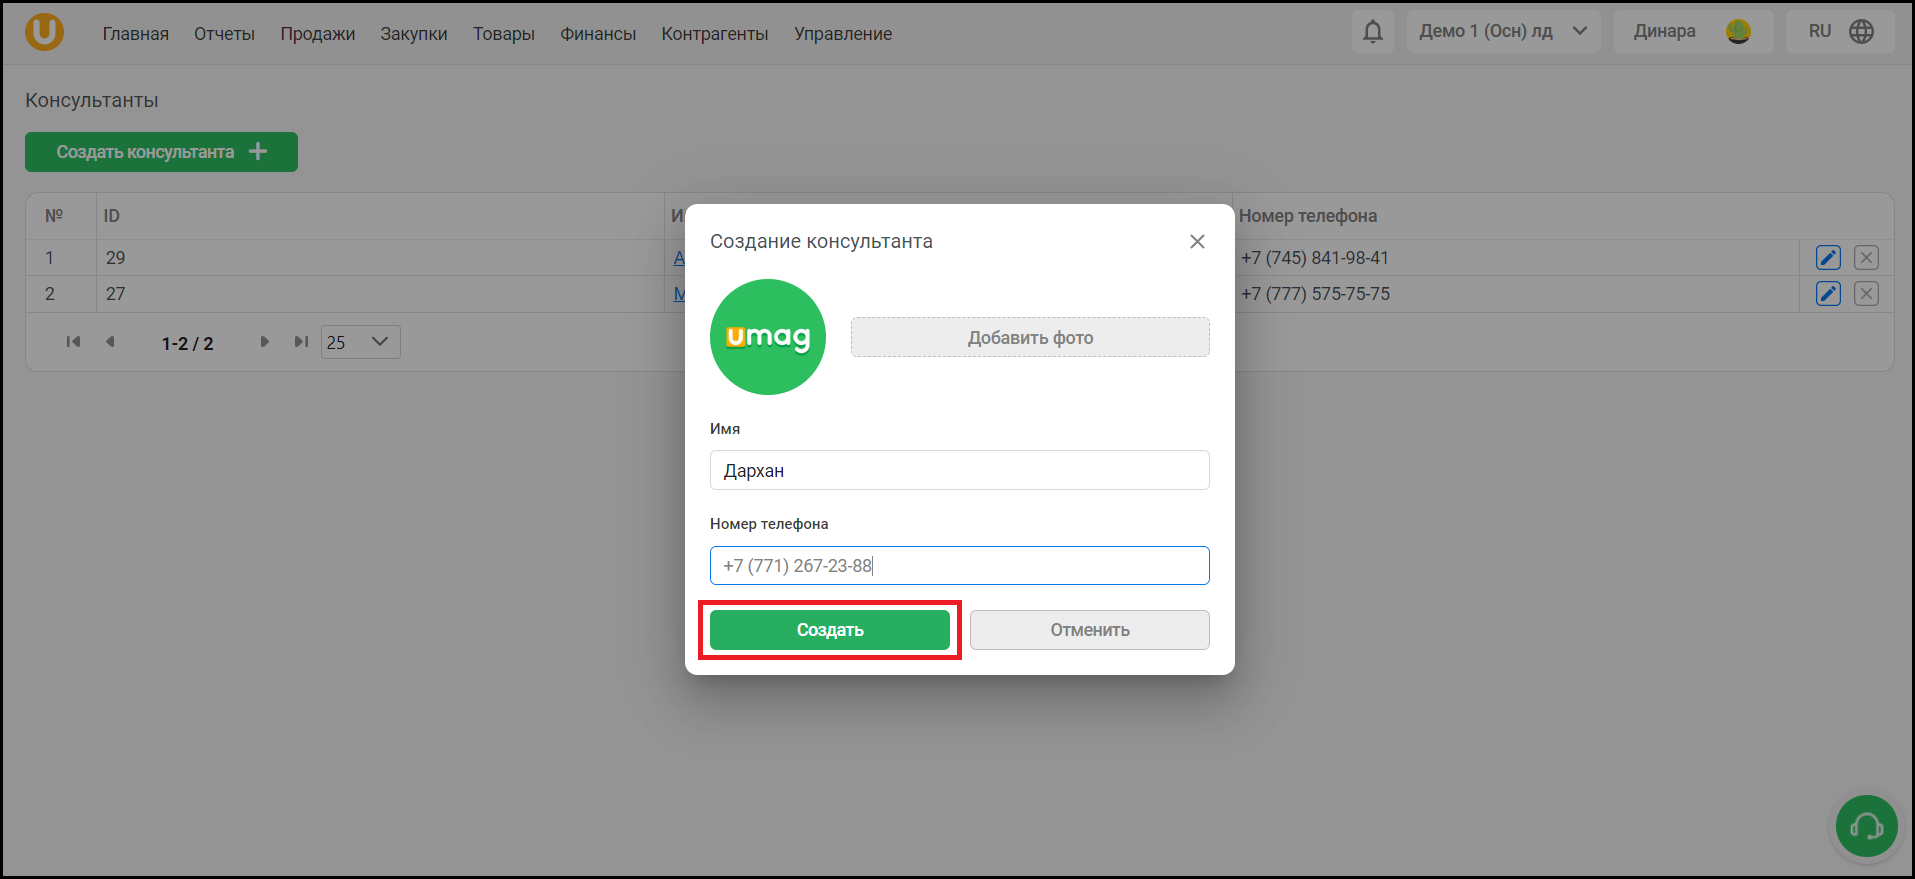 Главная Отчеты Продажи Закупки Товары Финансы Контрагенты Управление Демо 1 (Осн) лд Динара RU
Консультанты
Создать консультанта
№ ID Номер телефона
1 29 +7 (745) 841-98-41
2 27 +7 (777) 575-75-75
1-2 / 2 25
Создание консультанта
umag
Добавить фото
Имя
Дархан
Номер телефона
+7 (771) 267-23-88
Создать Отменить